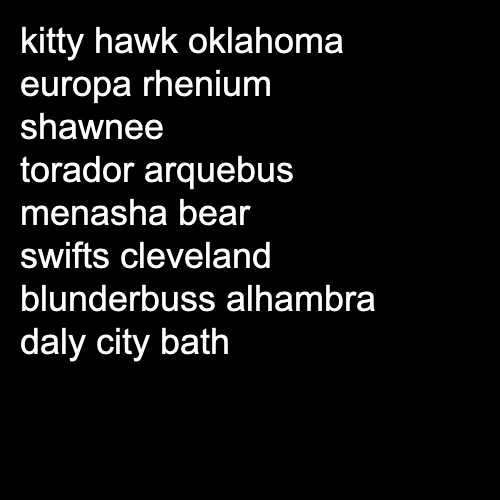 kitty hawk oklahoma
europa rhenium
shawnee
torador arquebus
menasha bear
swifts cleveland
blunderbuss alhambra
daly city bath